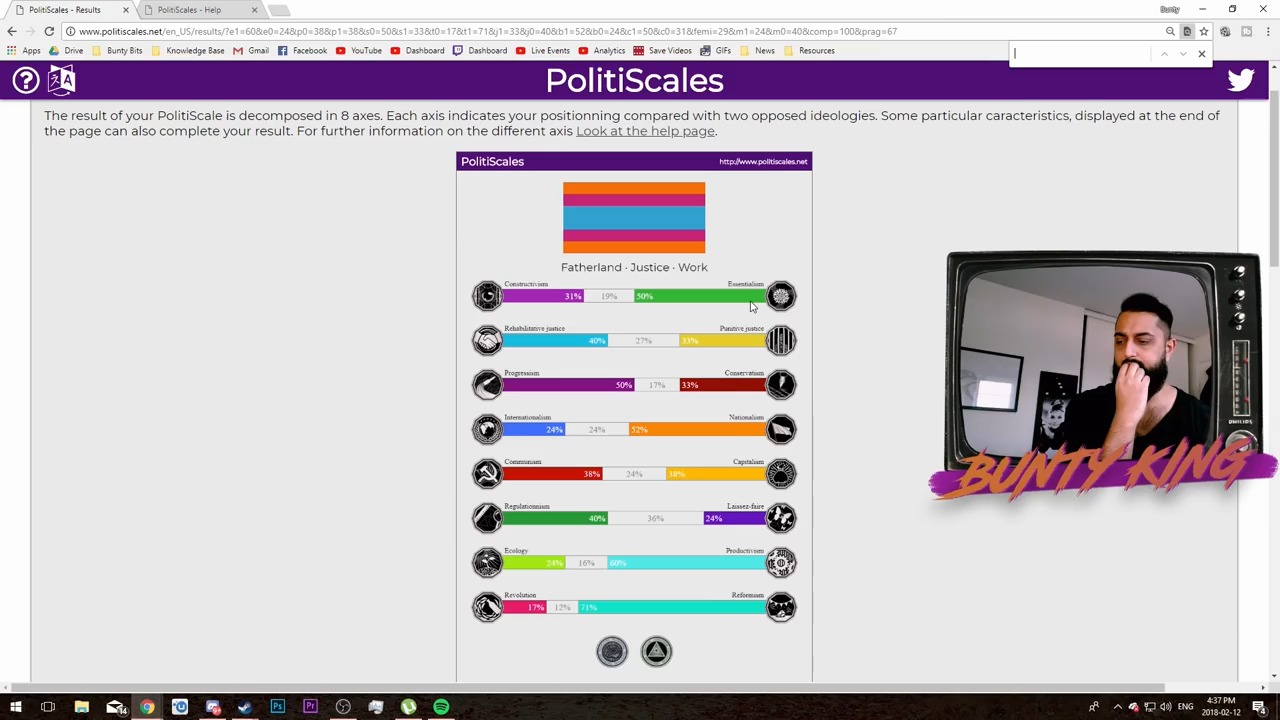 PolitiScales - Results
PolitiScales - Help
Bunty
www.politiscales.net/en_US/results/?e1=60&e0=24&p0=38&p1=38&s0=50&s1=33&t0=17&t1=71&j1=33&j0=40&b1=52&b0=24&c1=50&c0=31&femi=29&m1=24&m0=40&comp=100&prag=67
Apps Drive Bunty Bits Knowledge Base Gmail Facebook YouTube Dashboard Dashboard Live Events Analytics Save Videos GIFs News Resources
PolitiScales
The result of your PolitiScale is decomposed in 8 axes. Each axis indicates your positionning compared with two opposed ideologies. Some particular caracteristics, displayed at the end of
the page can also complete your result. For further information on the different axis Look at the help page.
PolitiScales http://www.politiscales.net
Fatherland · Justice · Work
Constructivism Essentialism
31% 19% 50%
Rehabilitative justice Punitive justice
40% 27% 33%
Progressism Conservatism
50% 17% 33%
Internationalism Nationalism
24% 24% 52%
Communism Capitalism
38% 24% 38%
Regulationnism Laissez-faire
40% 36% 24%
Ecology Productivism
24% 16% 60%
Revolution Reformism
17% 12% 71%
PHILIPS
BUNTY KING
ENG
4:37 PM
2018-02-12